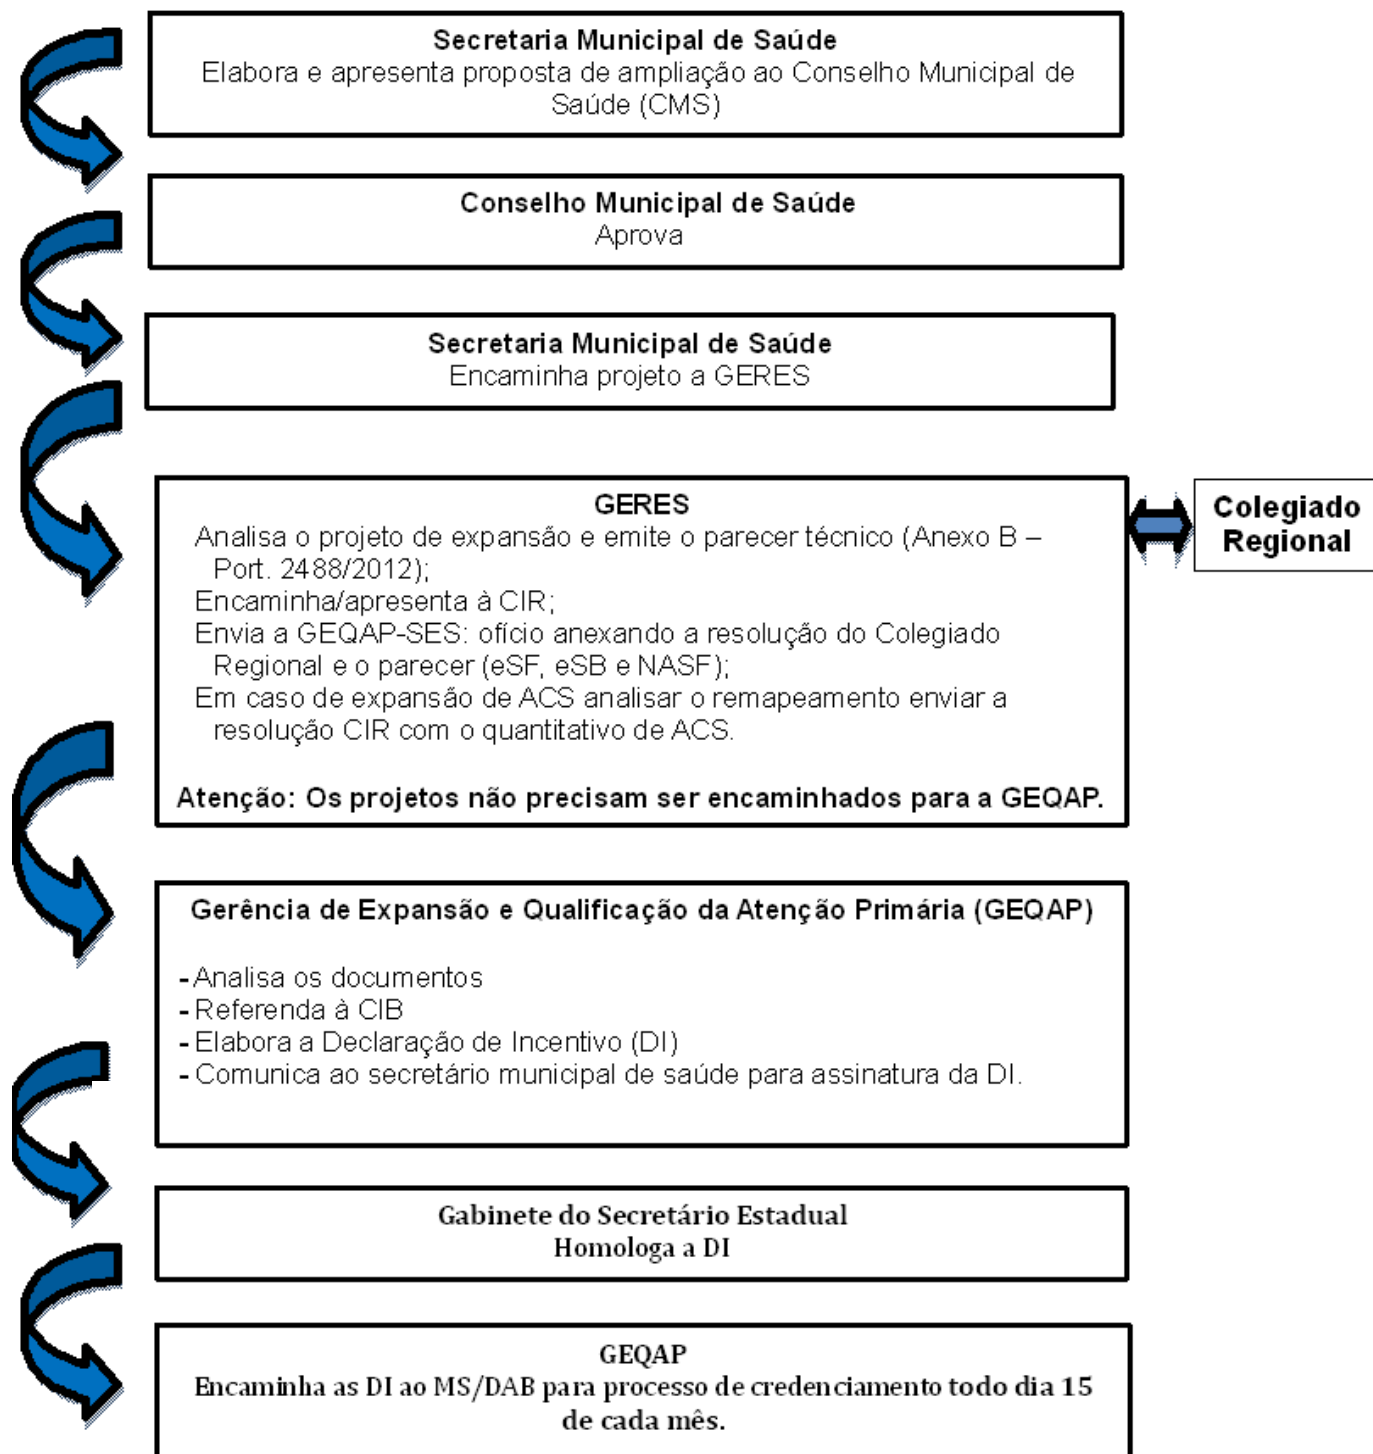 Secretaria Municipal de Saúde
Elabora e apresenta proposta de ampliação ao Conselho Municipal de
Saúde (CMS)
Conselho Municipal de Saúde
Aprova
Secretaria Municipal de Saúde
Encaminha projeto a GERES
GERES
Analisa o projeto de expansão e emite o parecer técnico (Anexo B –
Port. 2488/2012);
Encaminha/apresenta à CIR;
Envia a GEQAP-SES: ofício anexando a resolução do Colegiado
Regional e o parecer (eSF, eSB e NASF);
Em caso de expansão de ACS analisar o remapeamento enviar a
resolução CIR com o quantitativo de ACS.
Atenção: Os projetos não precisam ser encaminhados para a GEQAP.
Colegiado
Regional
Gerência de Expansão e Qualificação da Atenção Primária (GEQAP)
- Analisa os documentos
- Referenda à CIB
- Elabora a Declaração de Incentivo (DI)
- Comunica ao secretário municipal de saúde para assinatura da DI.
Gabinete do Secretário Estadual
Homologa a DI
GEQAP
Encaminha as DI ao MS/DAB para processo de credenciamento todo dia 15
de cada mês.